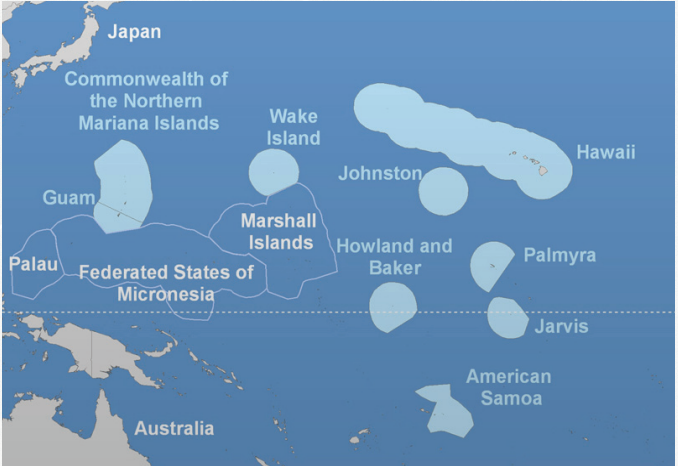 Japan
Commonwealth of
the Northern
Mariana Islands
Wake
Island
Hawaii
Johnston
Guam
Marshall
Islands
Howland and
Baker
Palmyra
Palau
Federated States of
Micronesia
Jarvis
American
Samoa
Australia